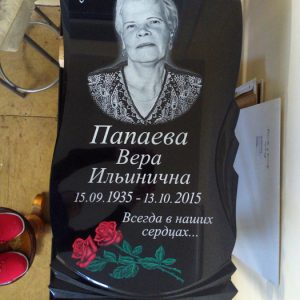 Папаева
Вера
Ильинична
15.09.1935 - 13.10.2015
Всегда в наших
сердцах...